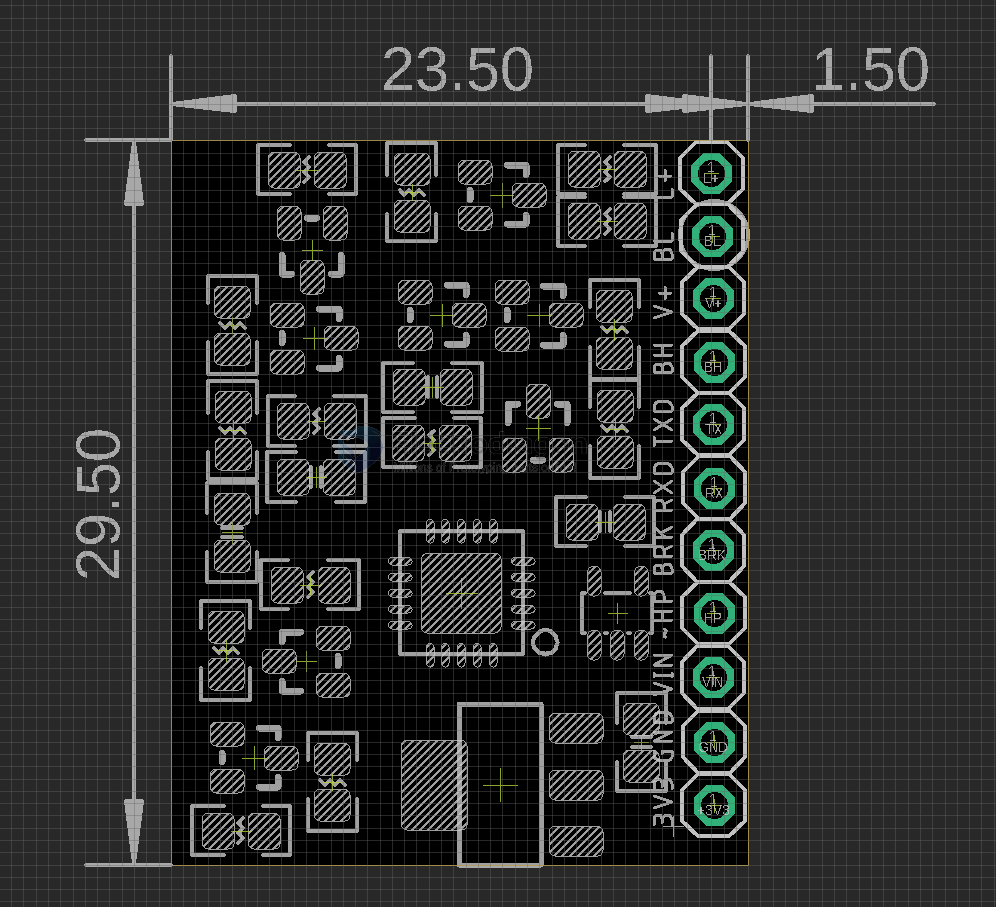 23.50
1.50
29.50
L+
BL
V+
BH
TXD
RXD
BRK
~HP
VIN
GND
3V3
1
BL
1
V+
1
BH
1
TX
1
RX
1
BRK
1
HP
1
VIN
1
GND
1
+3V3